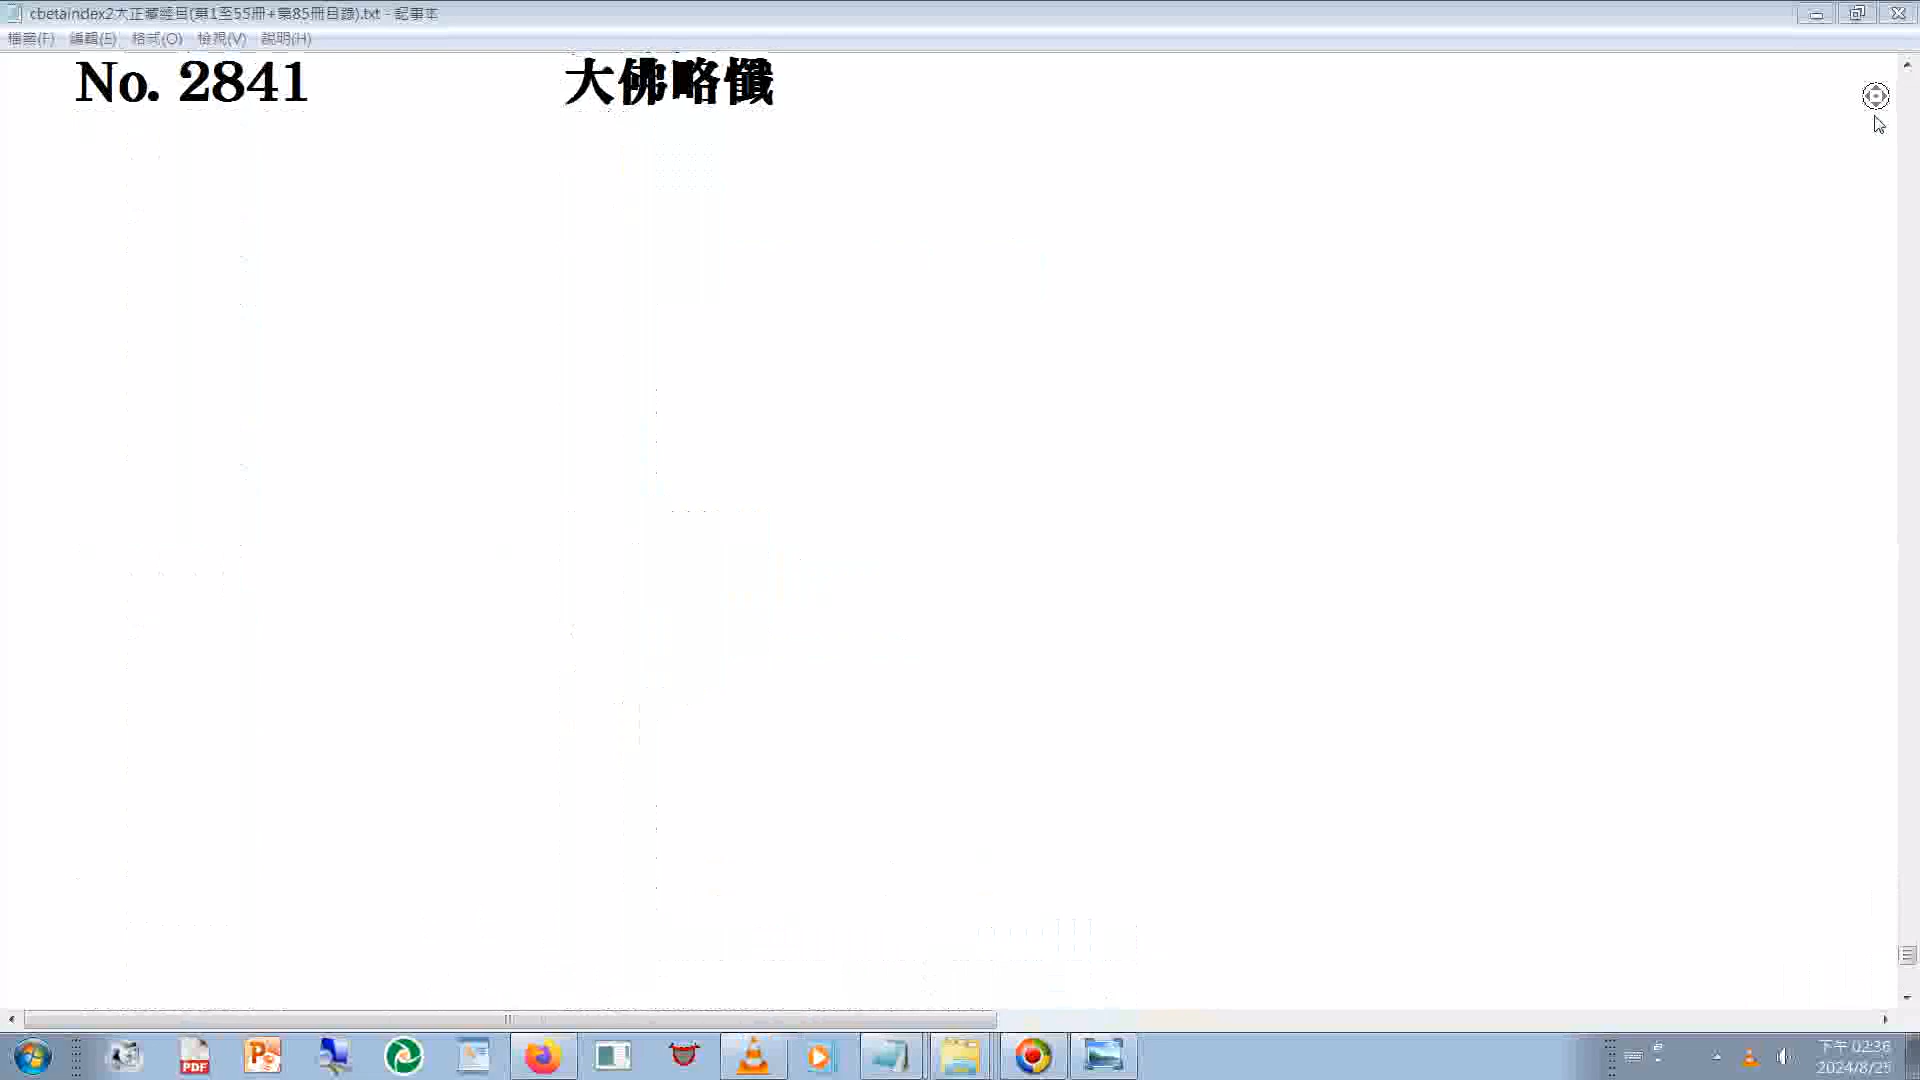 cbetaindex2大正藏經目(第1至55冊+第85冊目錄).txt - 記事本
檔案(F) 編輯(E) 格式(O) 檢視(V) 說明(H)
No. 2841 大佛略懺
PDF
下午 02:36
2024/8/25